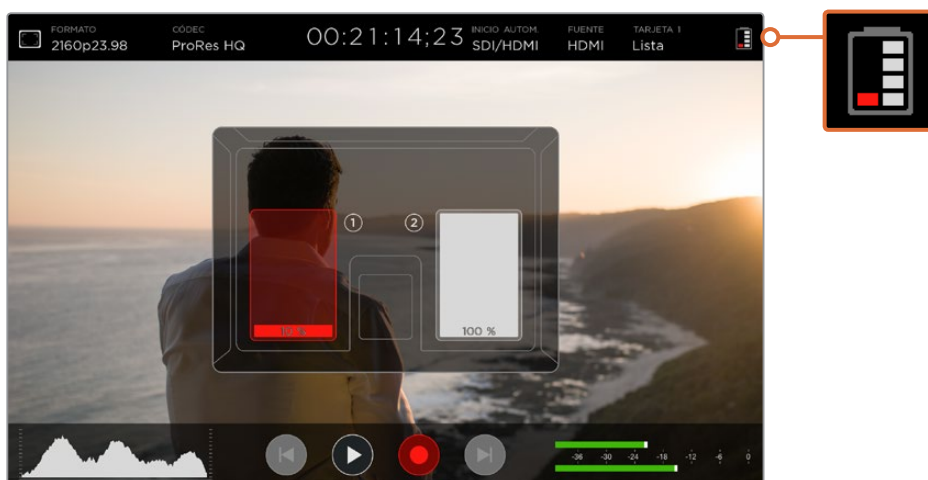 FORMATO
2160p23.98
CÓDEC
ProRes HQ
00:21:14;23
INICIO AUTOM.
SDI/HDMI
FUENTE
HDMI
TARJETA 1
Lista
1
2
100 %
-36 -30 -24 -18 -12 -6 0